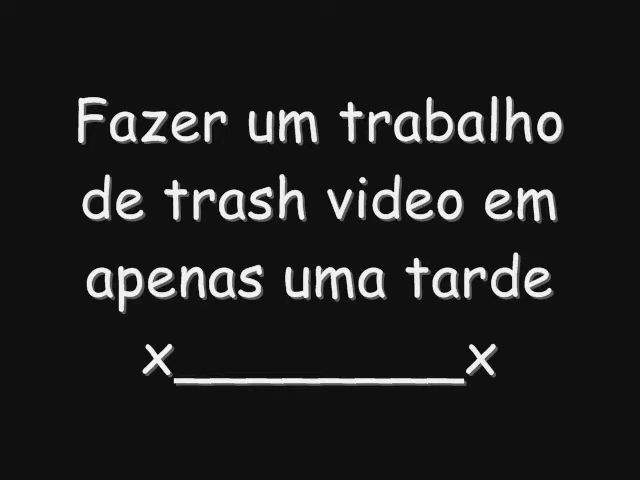 Fazer um trabalho
de trash video em
apenas uma tarde
x__________x